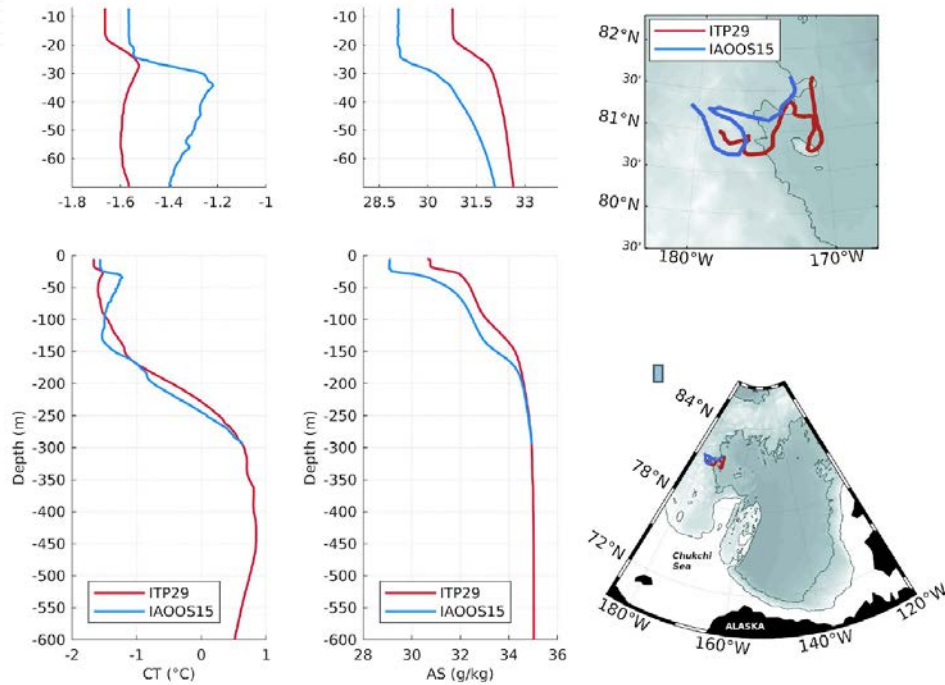 -10
-20
-30
-40
-50
-60
-1.8 -1.6 -1.4 -1.2 -1
-10
-20
-30
-40
-50
-60
28.5 30 31.5 33
ITP29
IAOOS15
82°N
30'
81°N
30'
80°N
30'
180°W 170°W
0
-50
-100
-150
-200
-250
-300
-350
-400
-450
-500
-550
-600
Depth (m)
ITP29
IAOOS15
-2 -1 0 1
CT (°C)
0
-50
-100
-150
-200
-250
-300
-350
-400
-450
-500
-550
-600
Depth (m)
ITP29
IAOOS15
28 30 32 34 36
AS (g/kg)
84°N
78°N
72°N
Chukchi
Sea
ALASKA
180°W 160°W 140°W 120°W